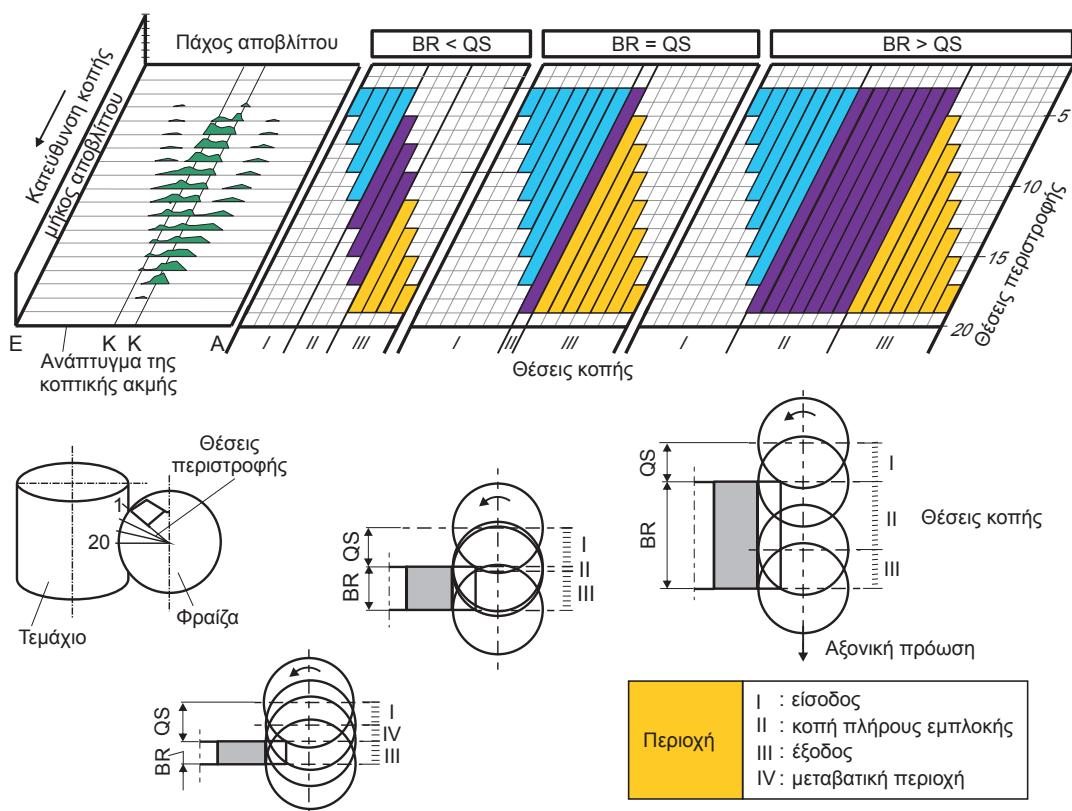 Πάχος αποβλίττου
BR < QS
BR = QS
BR > QS
Κατεύθυνση κοπής
μήκος αποβλίττου
5
10
15
20
Θέσεις περιστροφής
E
K
K
A
I
II
III
I
II
III
I
II
III
Ανάπτυγμα της
κοπτικής ακμής
Θέσεις κοπής
Θέσεις
περιστροφής
1
20
Τεμάχιο
Φραίζα
QS
BR
I
II
III
QS
BR
I
II
III
Θέσεις κοπής
Αξονική πρόωση
QS
BR
I
IV
III
Περιοχή
I : είσοδος
II : κοπή πλήρους εμπλοκής
III : έξοδος
IV : μεταβατική περιοχή